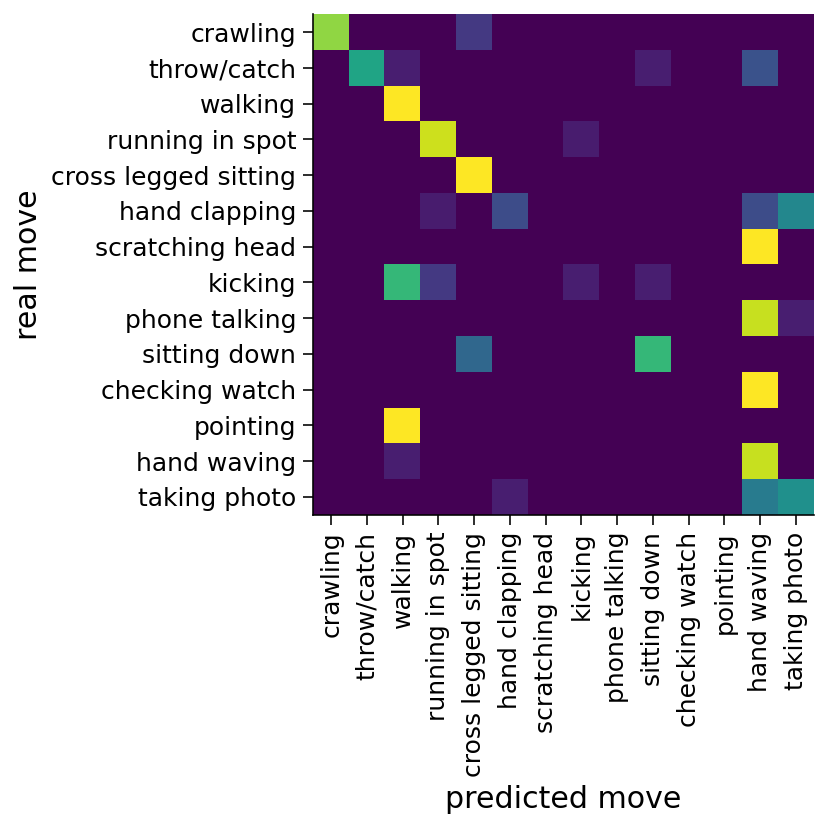 crawling
throw/catch
walking
running in spot
cross legged sitting
hand clapping
scratching head
kicking
phone talking
sitting down
checking watch
pointing
hand waving
taking photo
real move
crawling
throw/catch
walking
running in spot
cross legged sitting
hand clapping
scratching head
kicking
phone talking
sitting down
checking watch
pointing
hand waving
taking photo
predicted move